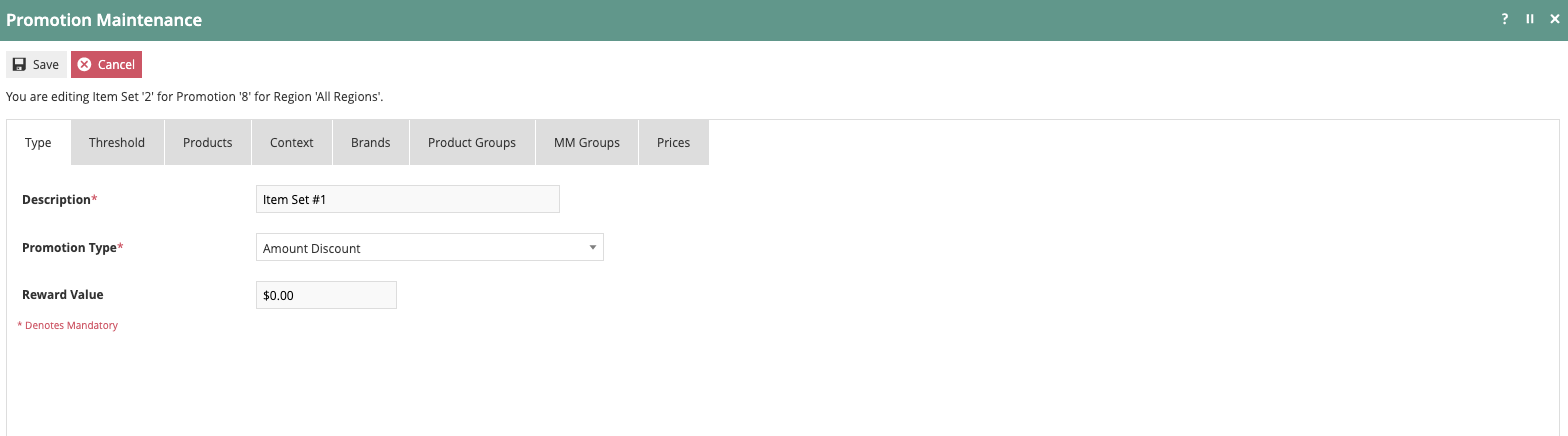 Promotion Maintenance ?
Save Cancel
You are editing Item Set '2' for Promotion '8' for Region 'All Regions'.
Type Threshold Products Context Brands Product Groups MM Groups Prices
Description* Item Set #1
Promotion Type* Amount Discount
Reward Value $0.00
* Denotes Mandatory